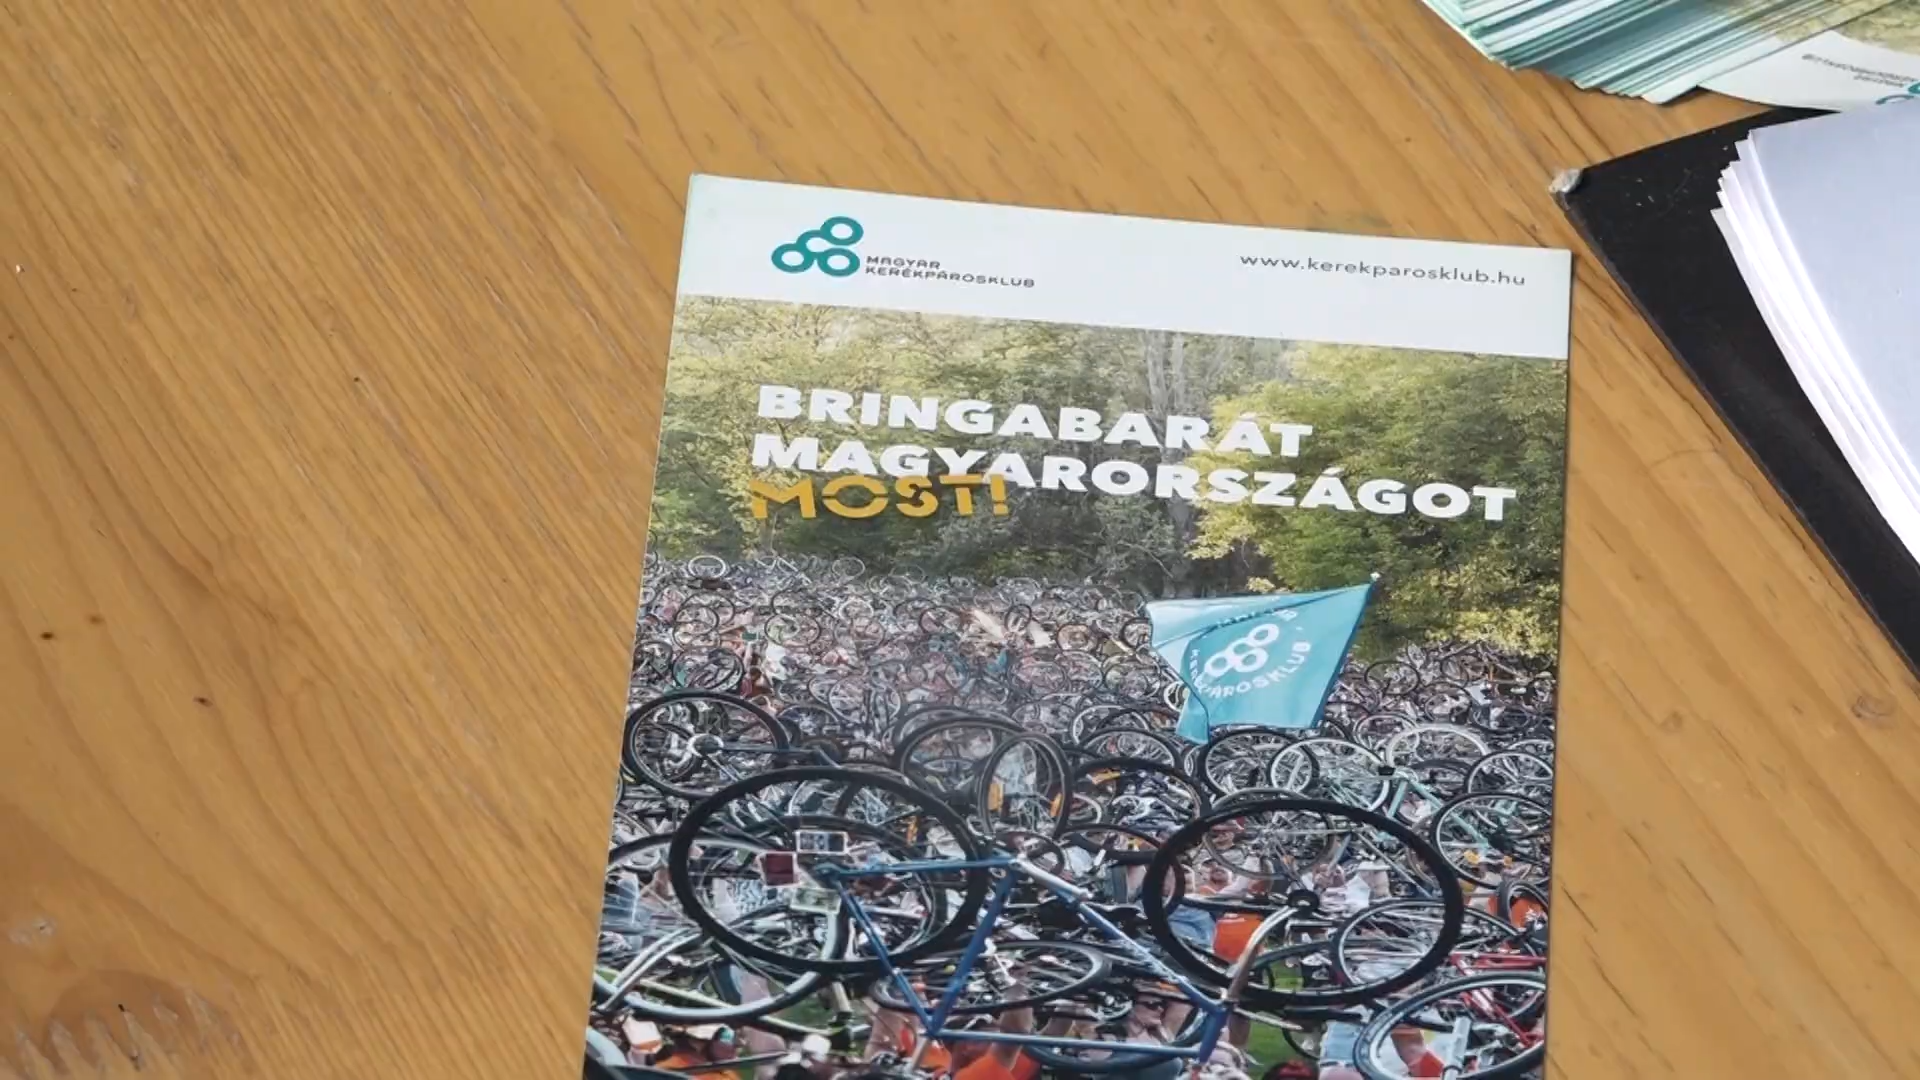 MAGYAR
KERÉKPÁROSKLUB
www.kerekparosklub.hu
BRINGABARÁT
MAGYARORSZÁGOT
MOST!
KERÉKPÁROSKLUB